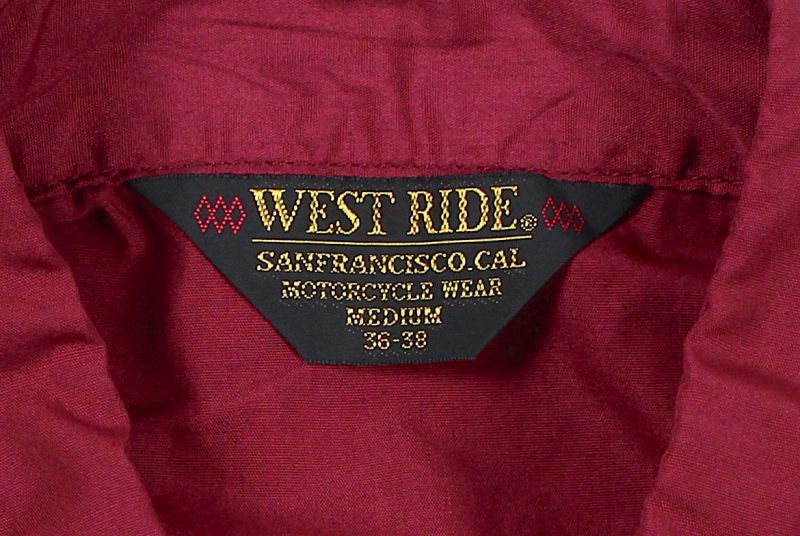 WEST RIDE®
SANFRANCISCO.CAL
MOTORCYCLE WEAR
MEDIUM
36-38